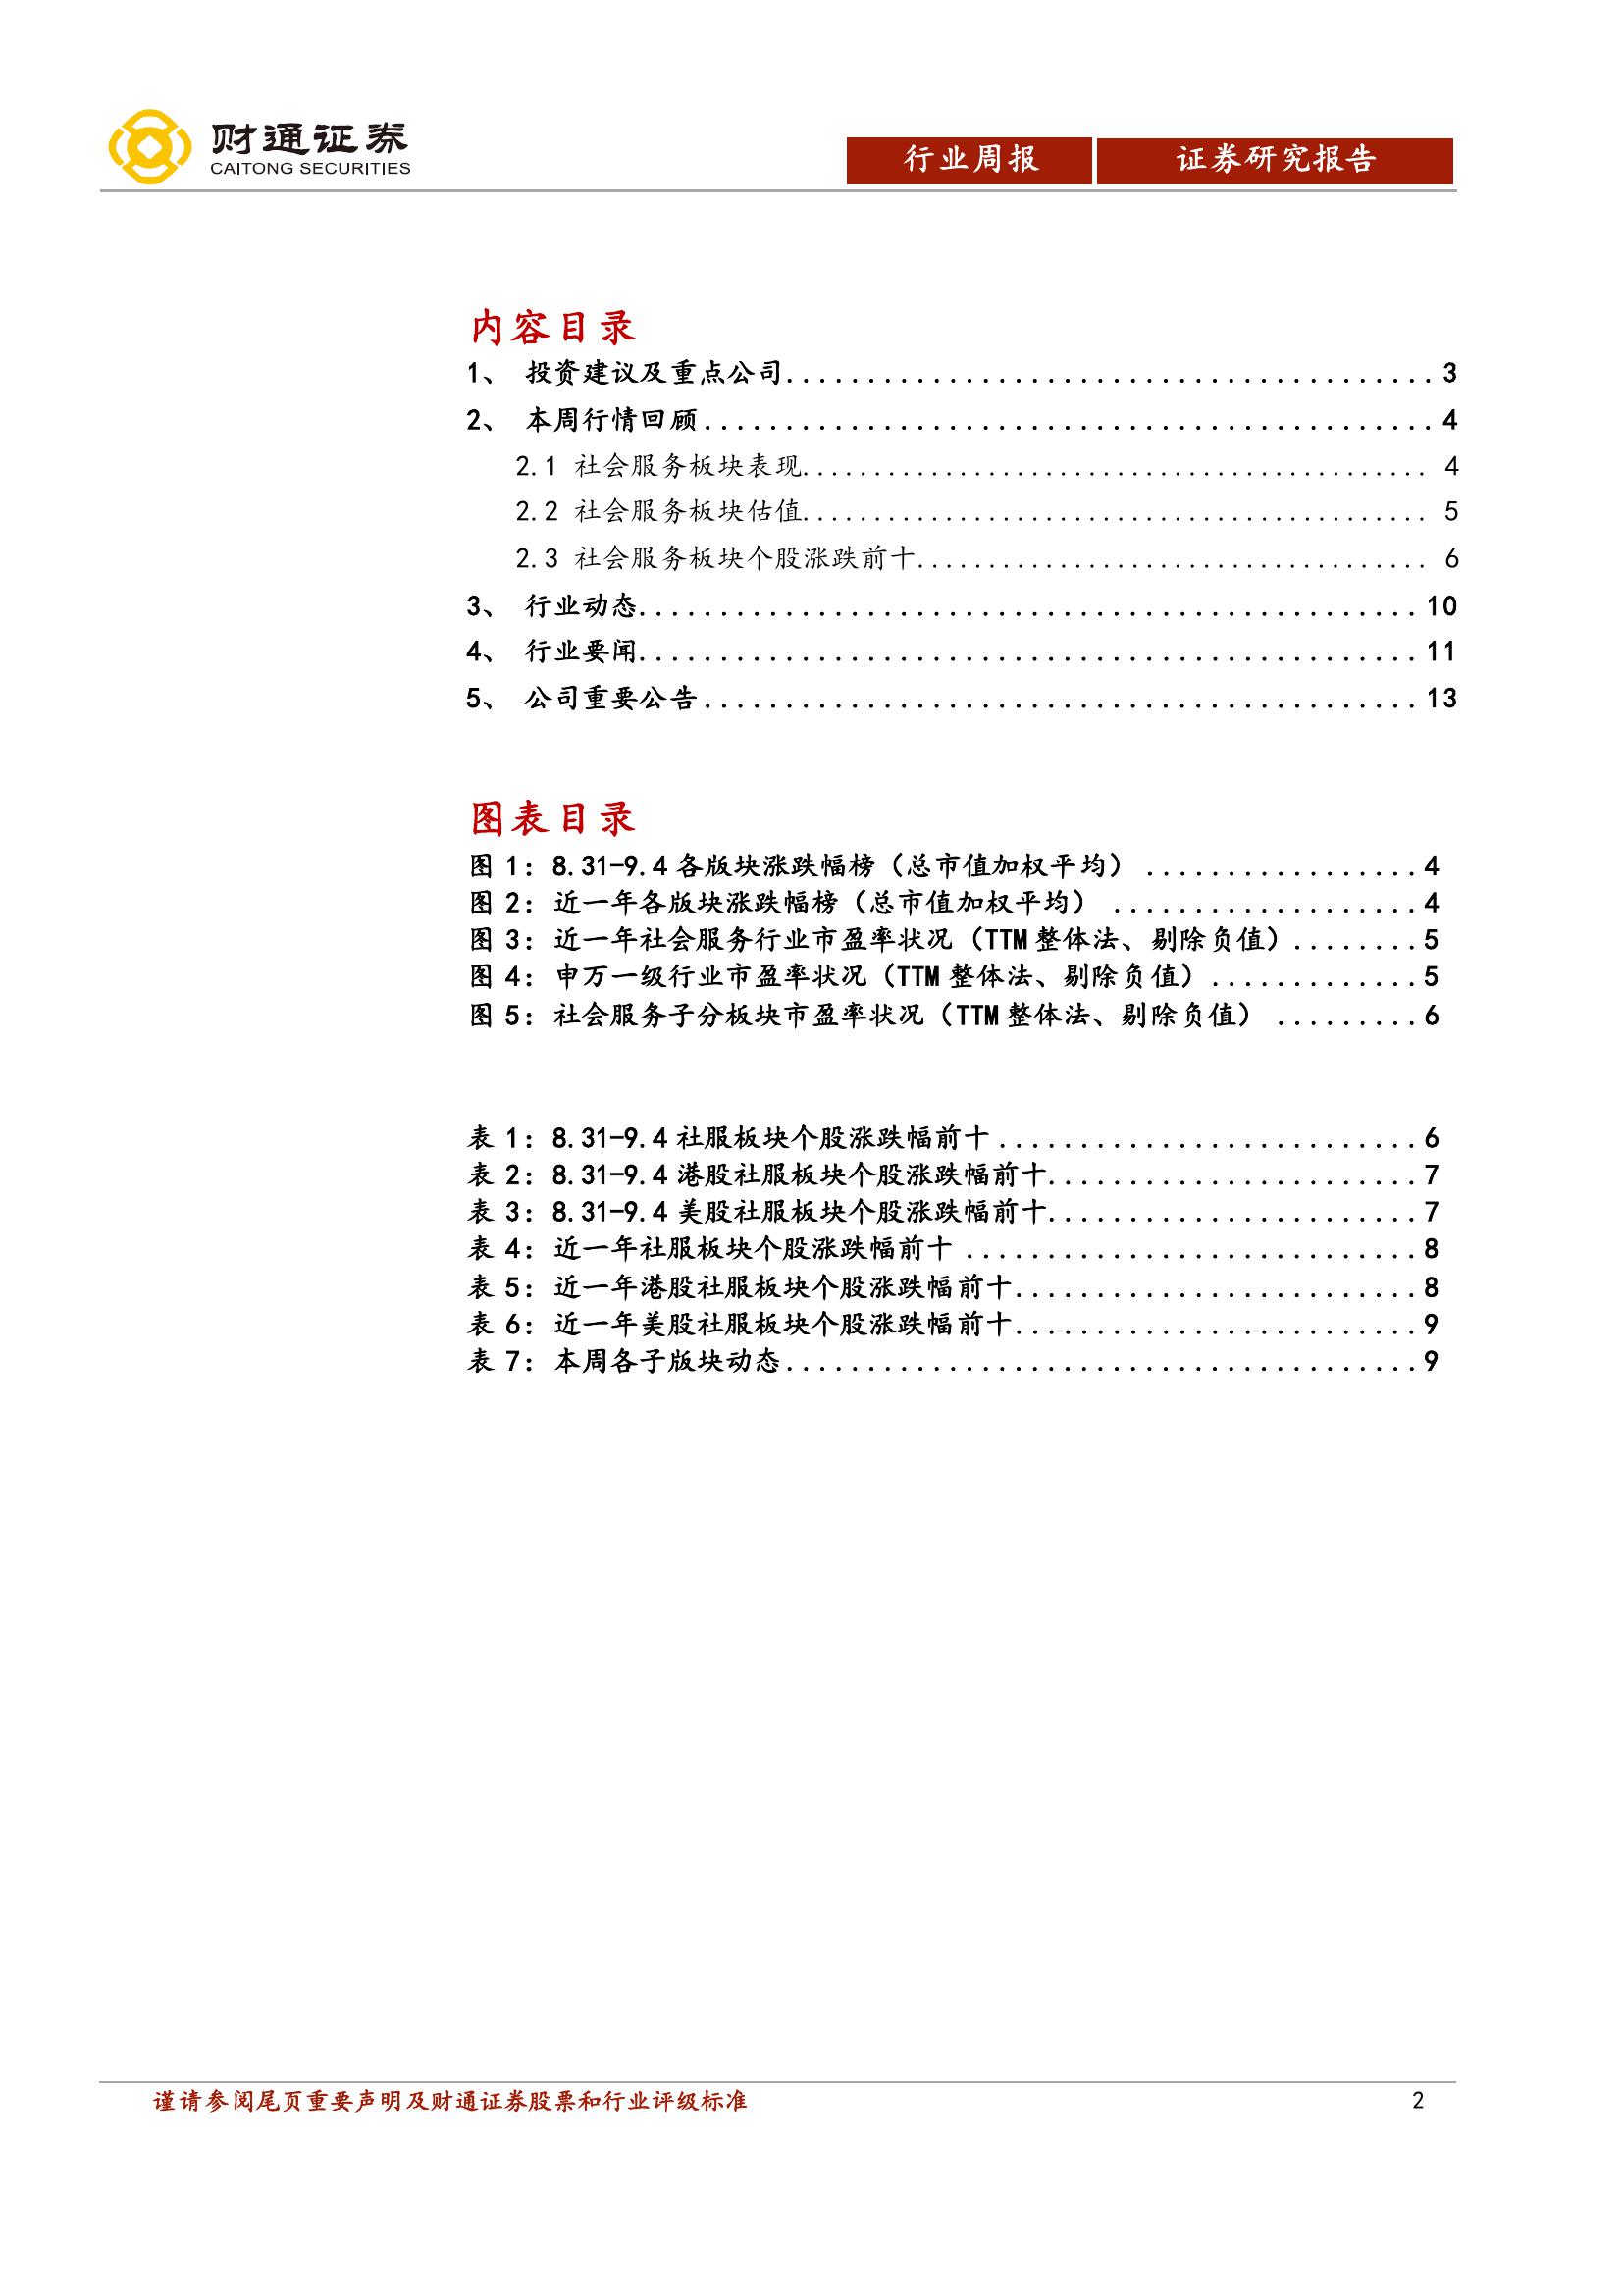 财通证券
CAITONG SECURITIES
行业周报 证券研究报告
内容目录
1、 投资建议及重点公司........................................3
2、 本周行情回顾.............................................4
2.1 社会服务板块表现........................................... 4
2.2 社会服务板块估值........................................... 5
2.3 社会服务板块个股涨跌前十................................... 6
3、 行业动态................................................10
4、 行业要闻................................................11
5、 公司重要公告............................................13
图表目录
图 1：8.31-9.4 各版块涨跌幅榜（总市值加权平均） .................4
图 2：近一年各版块涨跌幅榜（总市值加权平均） ...................4
图 3：近一年社会服务行业市盈率状况（TTM 整体法、剔除负值）........5
图 4：申万一级行业市盈率状况（TTM 整体法、剔除负值）.............5
图 5：社会服务子分板块市盈率状况（TTM 整体法、剔除负值） .........6
表 1：8.31-9.4 社服板块个股涨跌幅前十..........................6
表 2：8.31-9.4 港股社服板块个股涨跌幅前十.......................7
表 3：8.31-9.4 美股社服板块个股涨跌幅前十.......................7
表 4：近一年社服板块个股涨跌幅前十 ............................8
表 5：近一年港股社服板块个股涨跌幅前十.........................8
表 6：近一年美股社服板块个股涨跌幅前十.........................9
表 7：本周各子版块动态.......................................9
谨请参阅尾页重要声明及财通证券股票和行业评级标准 2